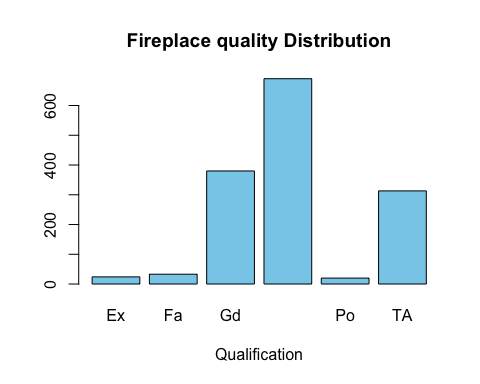 Fireplace quality Distribution
600
400
200
0
Ex Fa Gd Po TA
Qualification